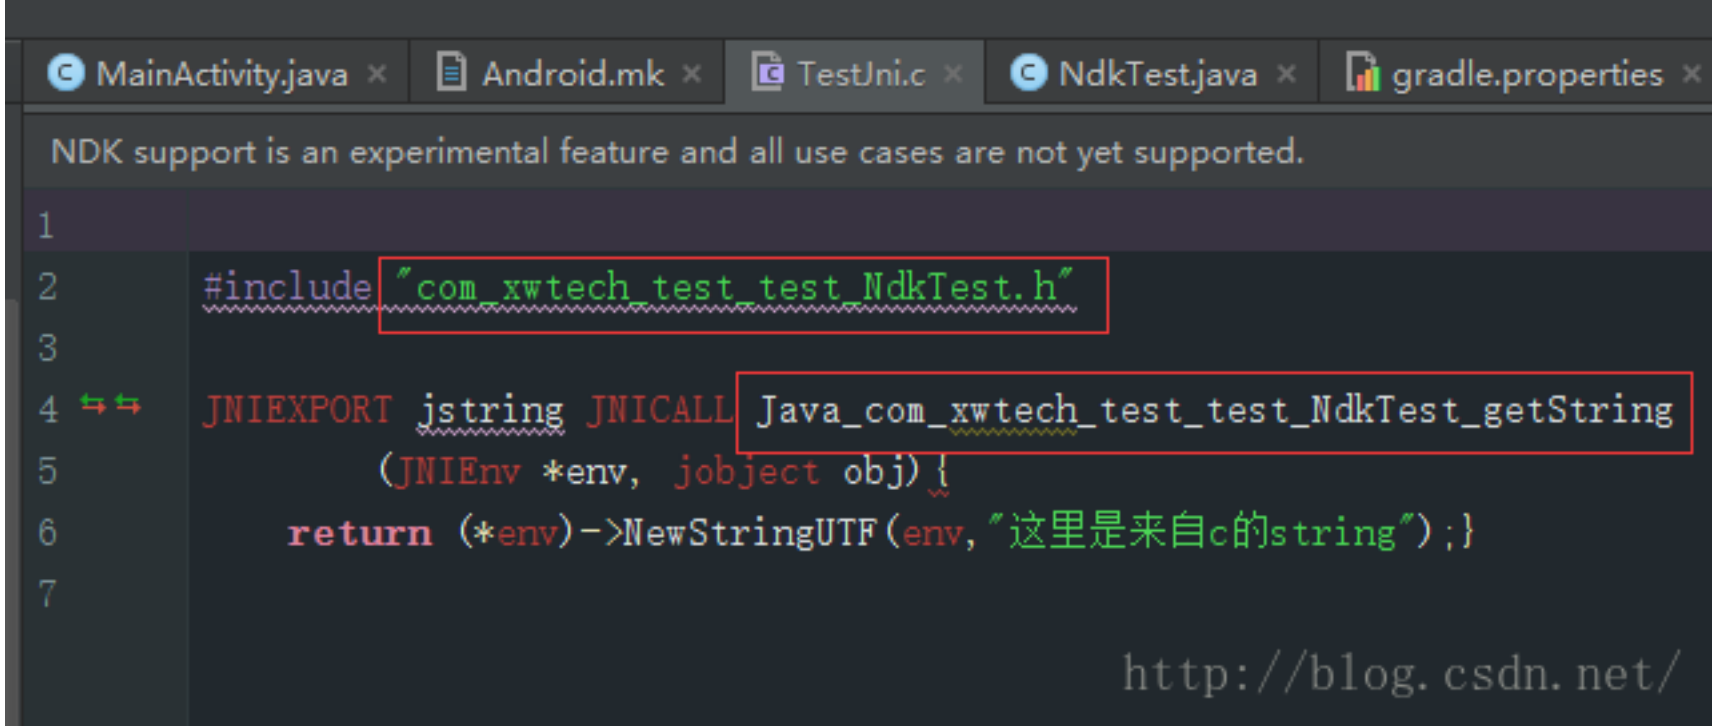 MainActivity.java × Android.mk × TestJni.c × NdkTest.java × gradle.properties ×
NDK support is an experimental feature and all use cases are not yet supported.
1
2 #include "com_xwtech_test_test_NdkTest.h"
3
4 JNIEXPORT jstring JNICALL Java_com_xwtech_test_test_NdkTest_getString
5 (JNIEnv *env, jobject obj){
6 return (*env)->NewStringUTF(env,"这里是来自c的string");}
7
http://blog.csdn.net/